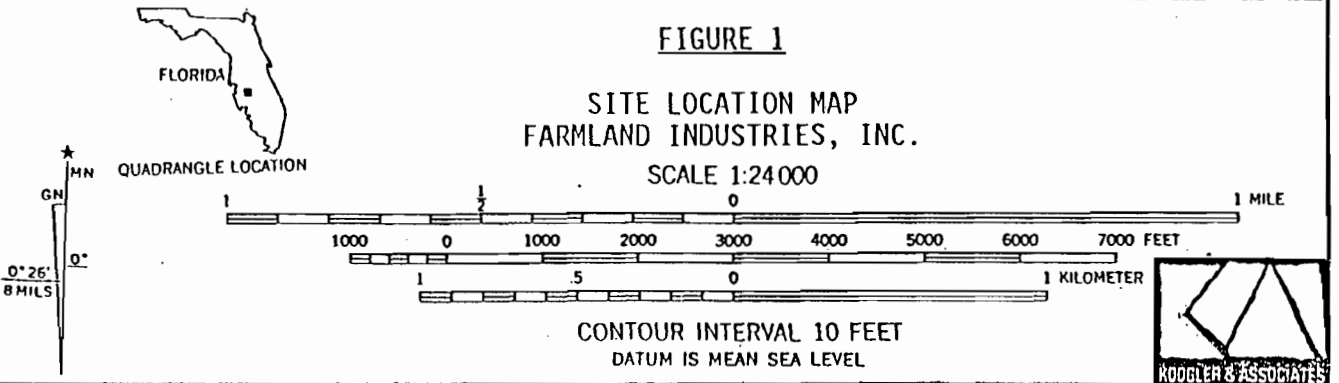 FIGURE 1
FLORIDA
QUADRANGLE LOCATION
SITE LOCATION MAP
FARMLAND INDUSTRIES, INC.
SCALE 1:24000
★
MN
GN
0°26'
8 MILS
0°
1 1/2 0 1 MILE
1000 0 1000 2000 3000 4000 5000 6000 7000 FEET
1 .5 0 1 KILOMETER
CONTOUR INTERVAL 10 FEET
DATUM IS MEAN SEA LEVEL
KOOGLER & ASSOCIATES